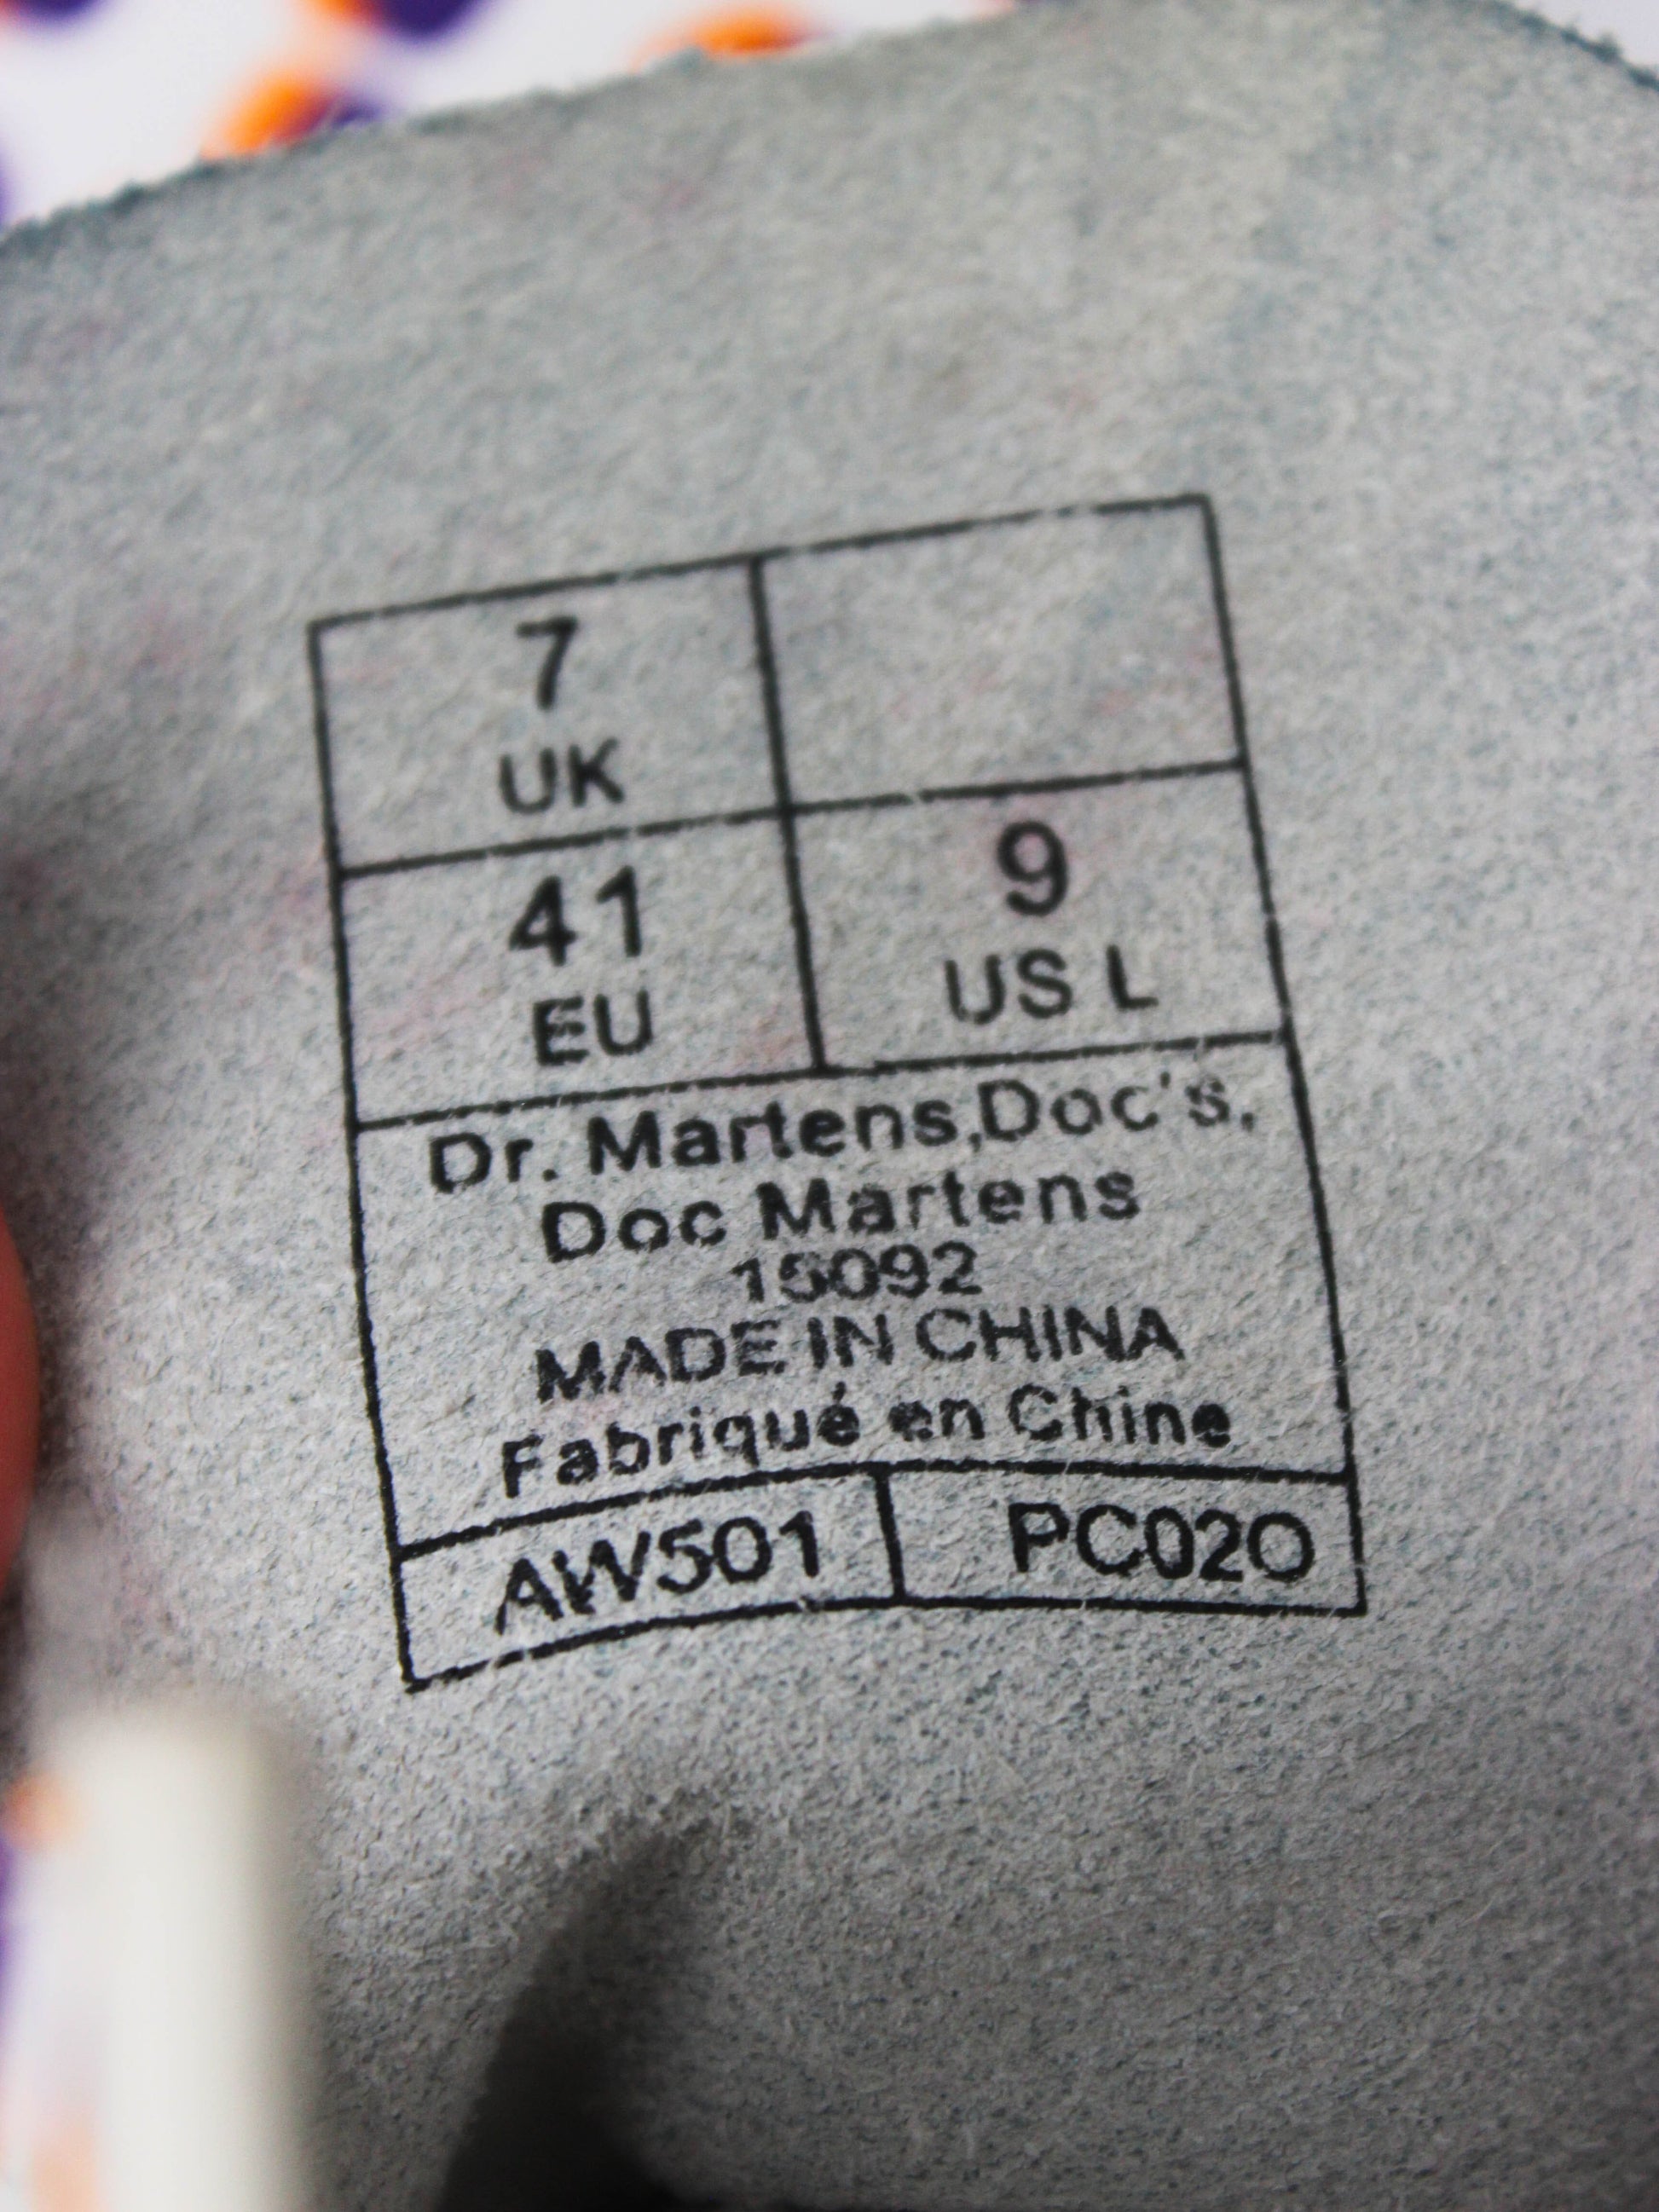 7
UK
41
EU
9
US L
Dr. Martens,Doc's,
Doc Martens
15092
MADE IN CHINA
Fabriqué en Chine
AW501
PC02O